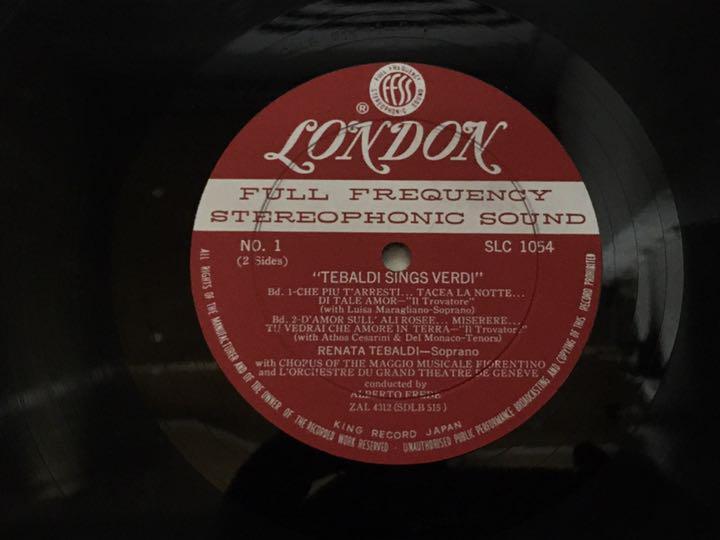 FULL FREQUENCY
FFSS
STEREOPHONIC SOUND
®
LONDON
FULL FREQUENCY
STEREOPHONIC SOUND
NO. 1
(2 Sides)
SLC 1054
"TEBALDI SINGS VERDI"
Bd. 1-CHE PIU T'ARRESTI... TACEA LA NOTTE...
DI TALE AMOR—"Il Trovatore"
(with Luisa Maragliano-Soprano)
Bd. 2-D'AMOR SULL' ALI ROSEE... MISERERE...
TU VEDRAI CHE AMORE IN TERRA—"Il Trovatore"
(with Athos Cesarini & Del Monaco-Tenors)
RENATA TEBALDI—Soprano
with CHORUS OF THE MAGGIO MUSICALE FIORENTINO
and L'ORCHESTRE DU GRAND THEATRE DE GENÈVE
conducted by
ALBERTO EREDE
ZAL 4312 (SDLB 515)
KING RECORD JAPAN
ALL RIGHTS OF THE MANUFACTURER AND OF THE OWNER OF THE RECORDED WORK RESERVED · UNAUTHORISED PUBLIC PERFORMANCE BROADCASTING AND COPYING OF THIS RECORD PROHIBITED